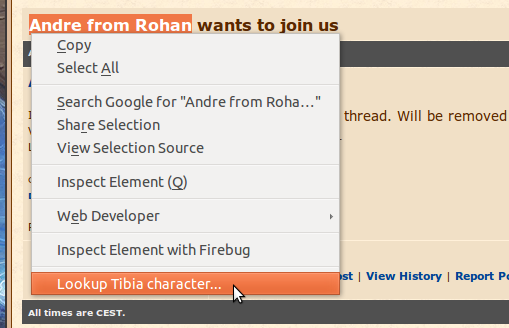 Andre from Rohan wants to join us
Copy
Select All
Search Google for "Andre from Roha…"
Share Selection
thread. Will be removed
View Selection Source
Inspect Element (Q)
Web Developer
Inspect Element with Firebug
View History | Report Po
Lookup Tibia character...
All times are CEST.